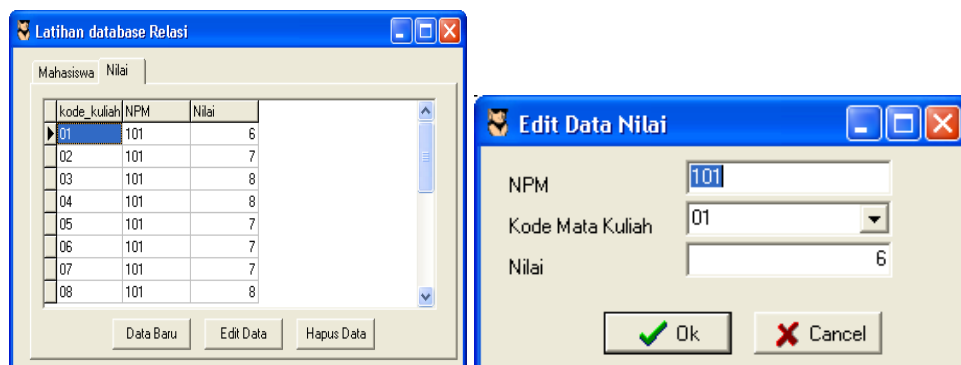 Latihan database Relasi
Mahasiswa Nilai
kode_kuliah NPM Nilai
01 101 6
02 101 7
03 101 8
04 101 8
05 101 7
06 101 7
07 101 7
08 101 8
Data Baru Edit Data Hapus Data
Edit Data Nilai
NPM 101
Kode Mata Kuliah 01
Nilai 6
Ok Cancel